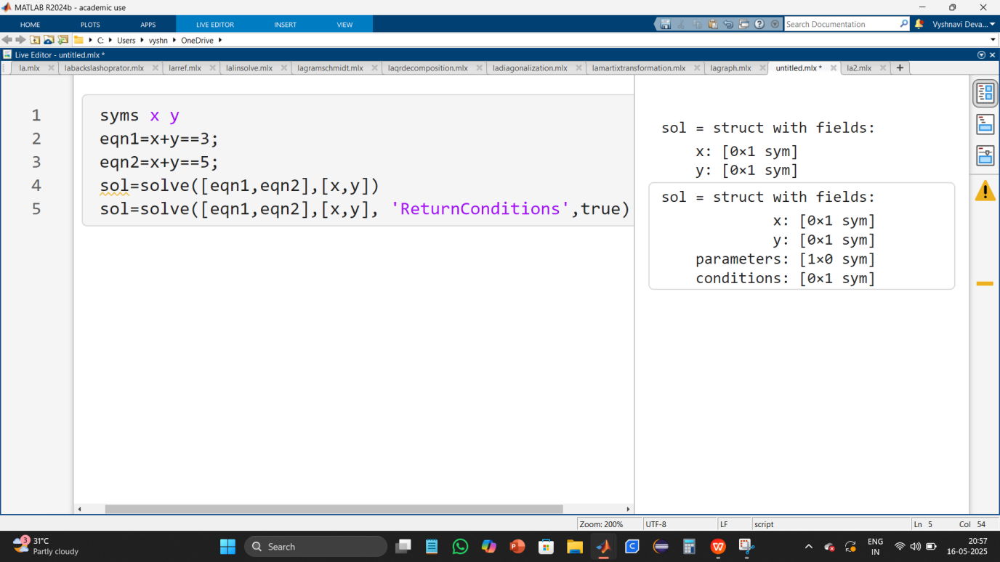 MATLAB R2024b - academic use
HOME PLOTS APPS LIVE EDITOR INSERT VIEW
Search Documentation
Vyshnavi Deva...
C: Users vyshn OneDrive
Live Editor - untitled.mlx *
la.mlx labackslashoprator.mlx larref.mlx lalinsolve.mlx lagramschmidt.mlx laqrdecomposition.mlx ladiagonalization.mlx lamartixtransformation.mlx lagraph.mlx untitled.mlx * la2.mlx +
1 syms x y
2 eqn1=x+y==3;
3 eqn2=x+y==5;
4 sol=solve([eqn1,eqn2],[x,y])
5 sol=solve([eqn1,eqn2],[x,y], 'ReturnConditions',true)
sol = struct with fields:
x: [0×1 sym]
y: [0×1 sym]
sol = struct with fields:
x: [0×1 sym]
y: [0×1 sym]
parameters: [1×0 sym]
conditions: [0×1 sym]
Zoom: 200% UTF-8 LF script Ln 5 Col 54
3
31°C
Partly cloudy
Search
ENG
IN
20:57
16-05-2025